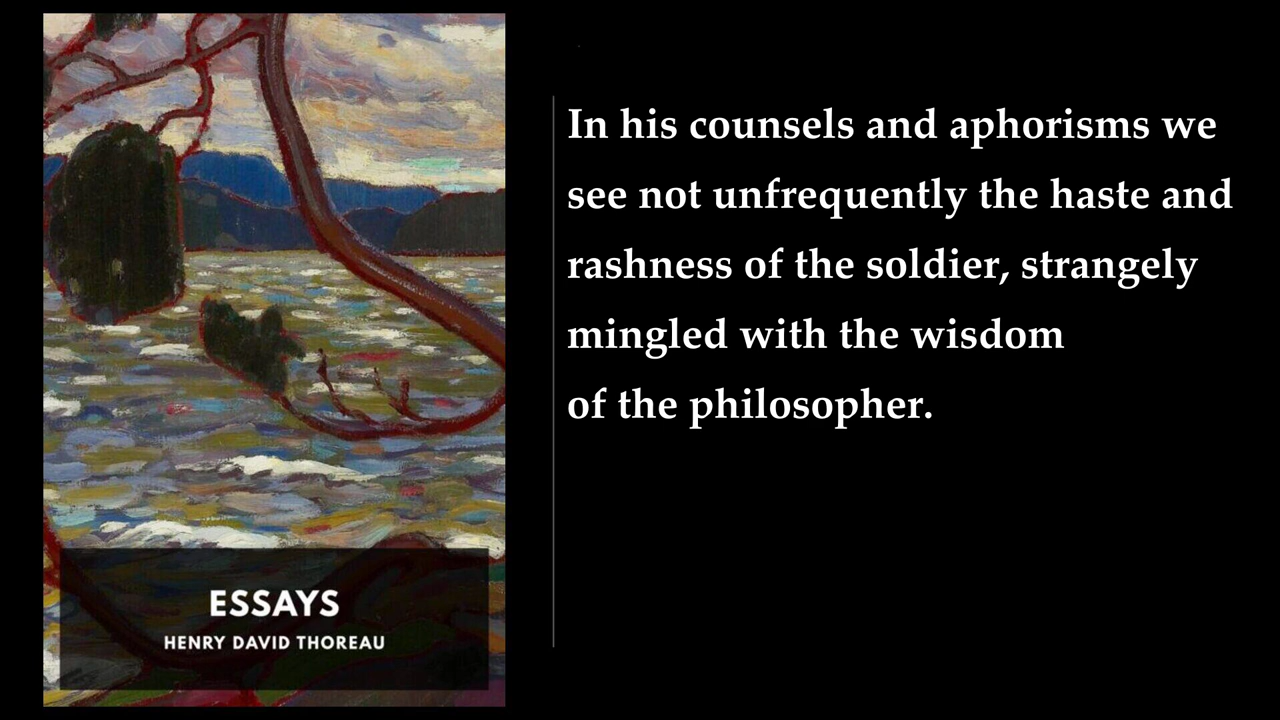 ESSAYS
HENRY DAVID THOREAU
In his counsels and aphorisms we
see not unfrequently the haste and
rashness of the soldier, strangely
mingled with the wisdom
of the philosopher.